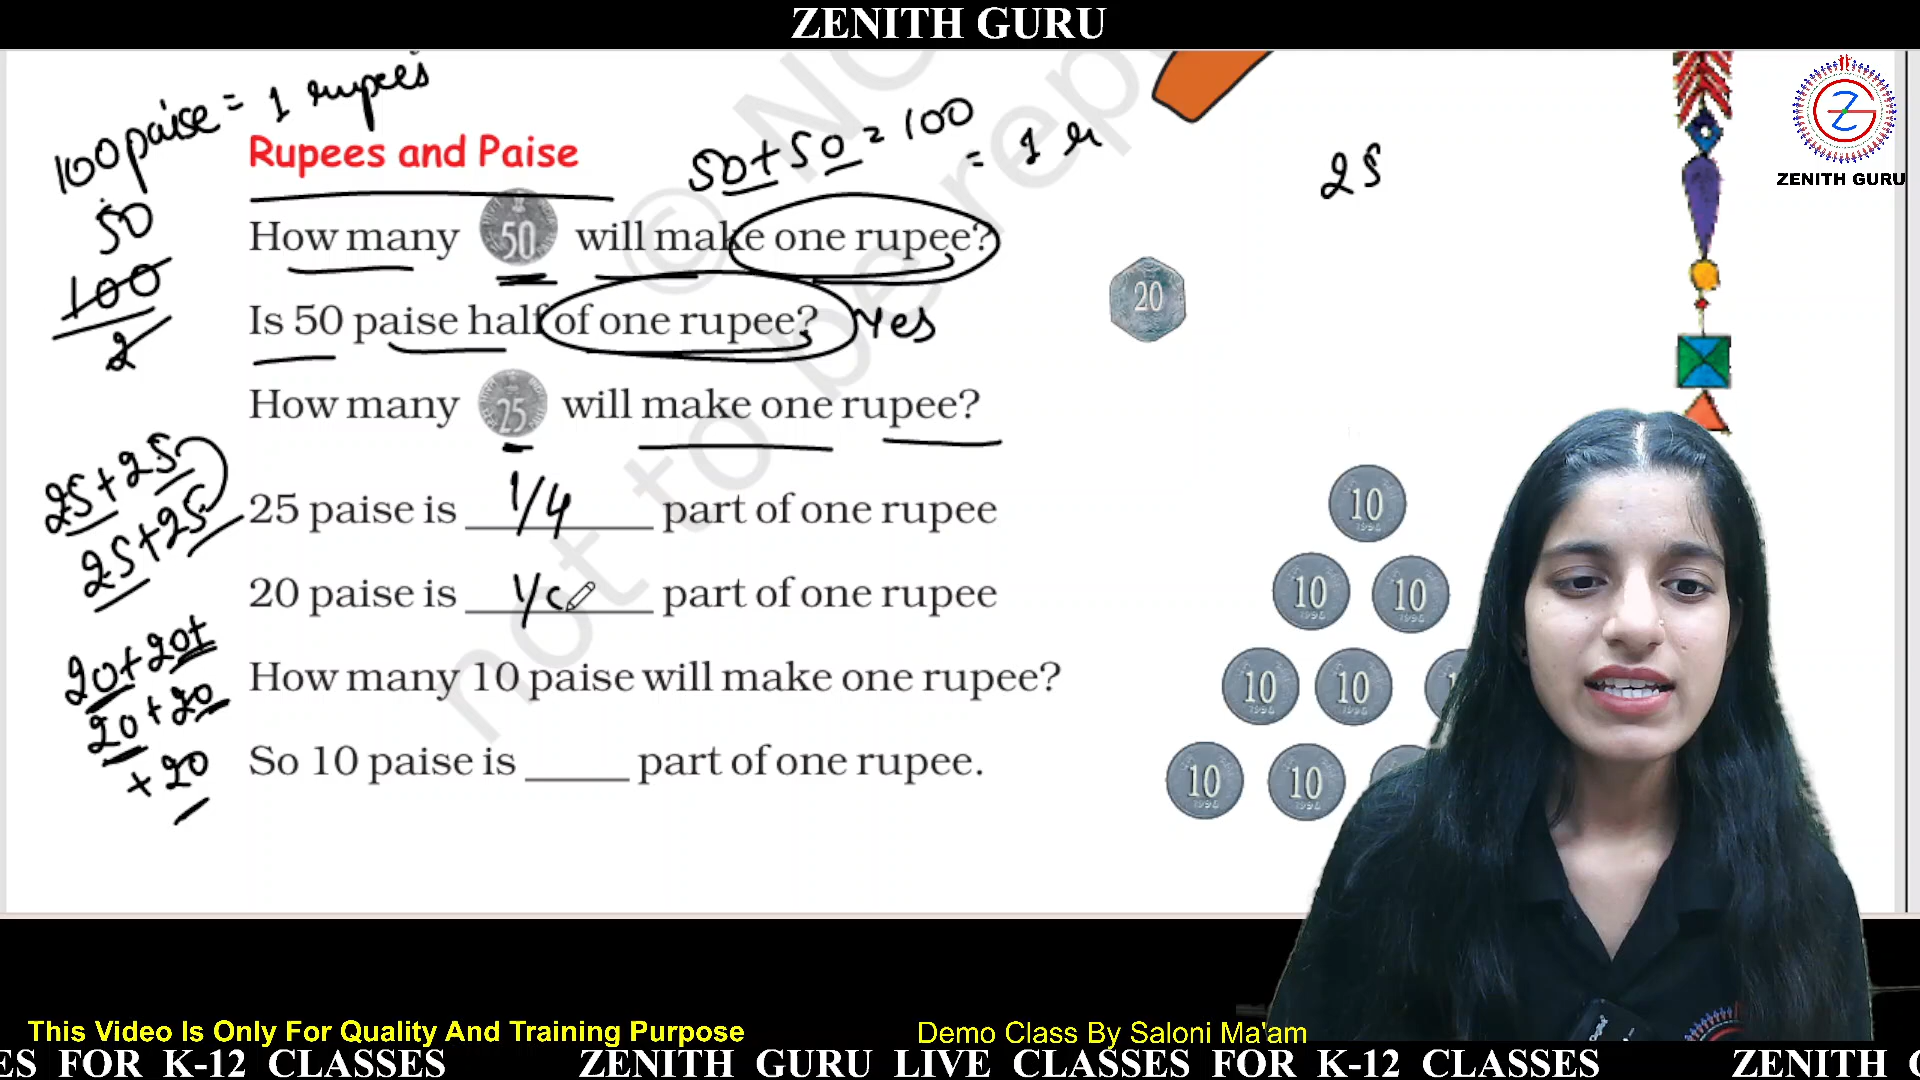 ZENITH GURU
100 paise = 1 rupees
Rupees and Paise
50 + 50 = 100
= 1
25
ZENITH GURU
50
100
2
How many 50 will make one rupee?
Is 50 paise half of one rupee? Yes
20
How many 25 will make one rupee?
25 + 25
25 + 25
25 paise is 1/4 part of one rupee
20 paise is part of one rupee
20 + 20 +
20 + 20
+ 20
How many 10 paise will make one rupee?
So 10 paise is _____ part of one rupee.
10
10 10
10 10
10 10
This Video Is Only For Quality And Training Purpose
Demo Class By Saloni Ma'am
ES FOR K-12 CLASSES ZENITH GURU LIVE CLASSES FOR K-12 CLASSES ZENITH